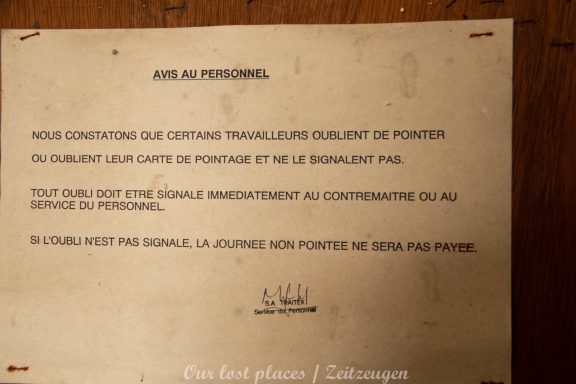 AVIS AU PERSONNEL
NOUS CONSTATONS QUE CERTAINS TRAVAILLEURS OUBLIENT DE POINTER
OU OUBLIENT LEUR CARTE DE POINTAGE ET NE LE SIGNALENT PAS.
TOUT OUBLI DOIT ETRE SIGNALE IMMEDIATEMENT AU CONTREMAITRE OU AU
SERVICE DU PERSONNEL.
SI L'OUBLI N'EST PAS SIGNALE, LA JOURNEE NON POINTEE NE SERA PAS PAYEE.
S.A TRAITEX
Service du Personnel
Our lost places / Zeitzeugen